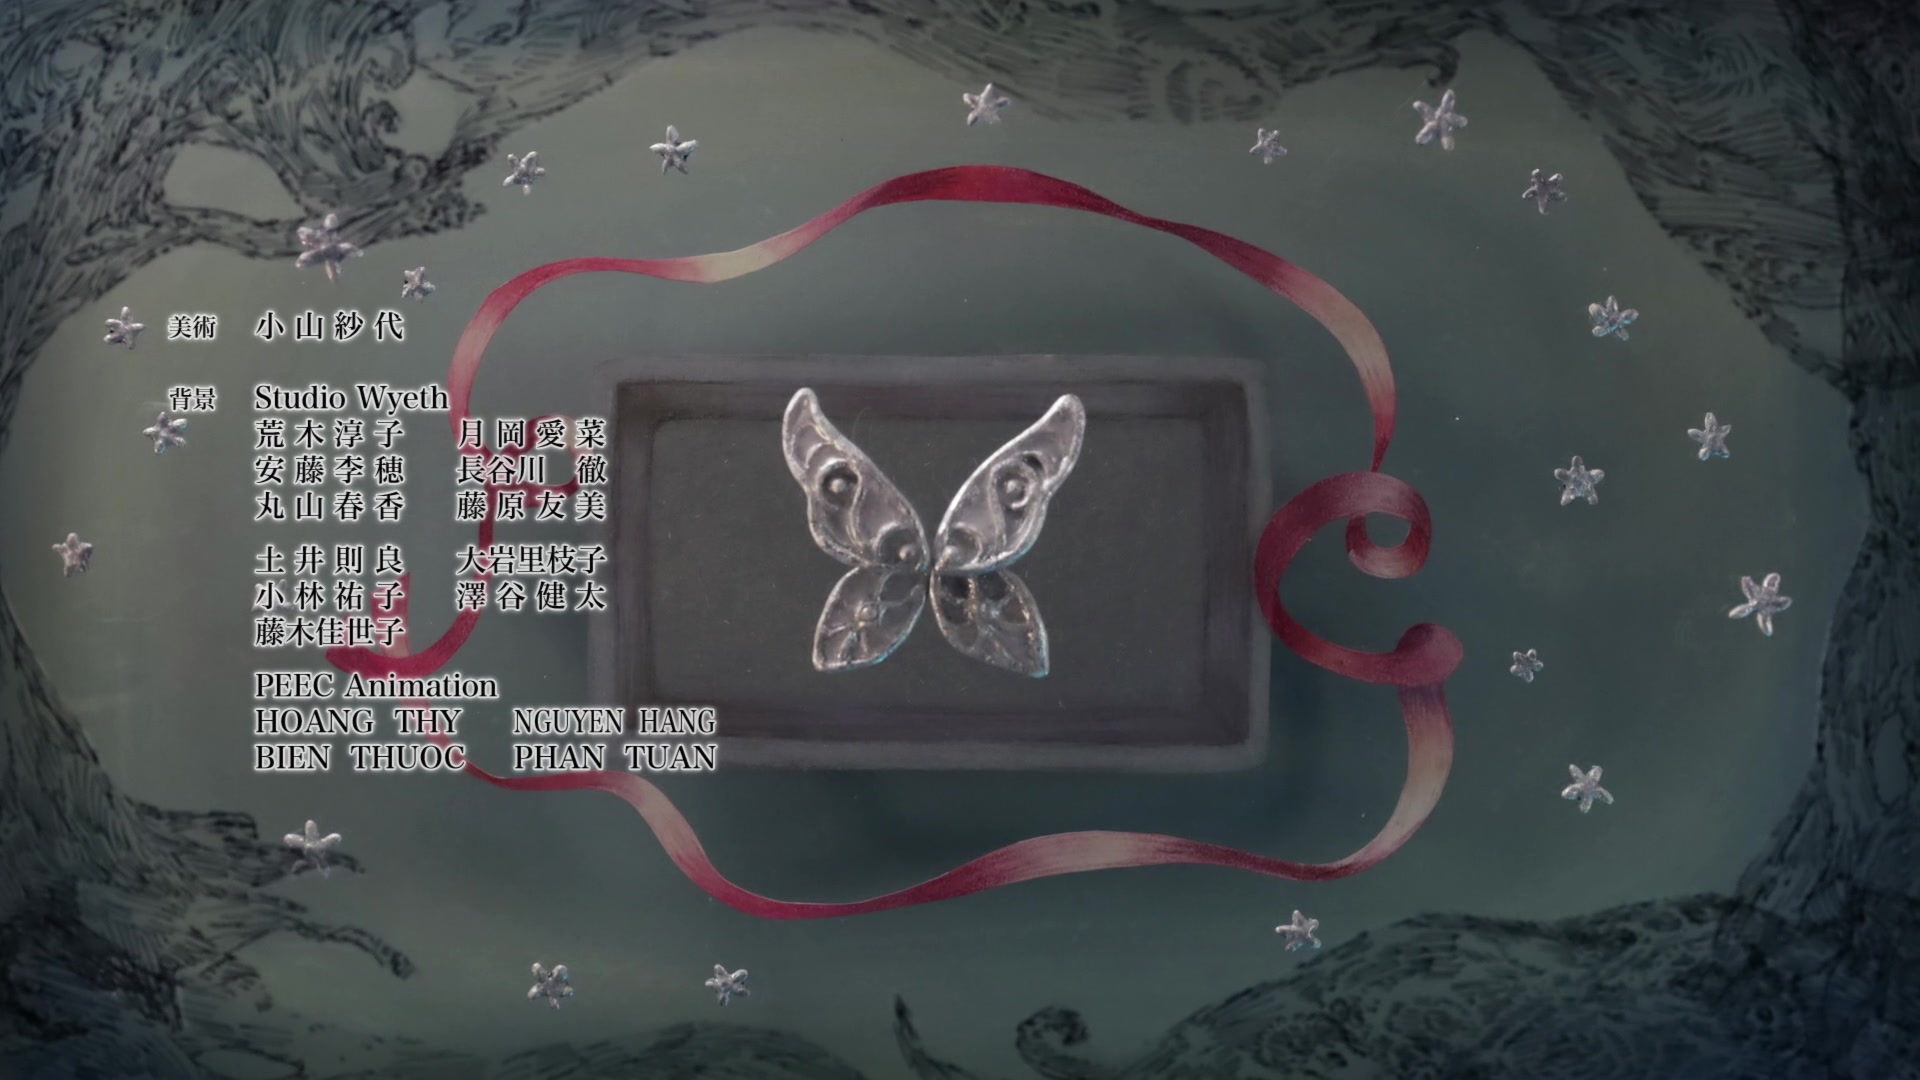 美術 小山紗代
背景 Studio Wyeth
荒木淳子 月岡愛菜
安藤李穂 長谷川 徹
丸山春香 藤原友美
土井則良 大岩里枝子
小林祐子 澤谷健太
藤木佳世子
PEEC Animation
HOANG THY NGUYEN HANG
BIEN THUOC PHAN TUAN